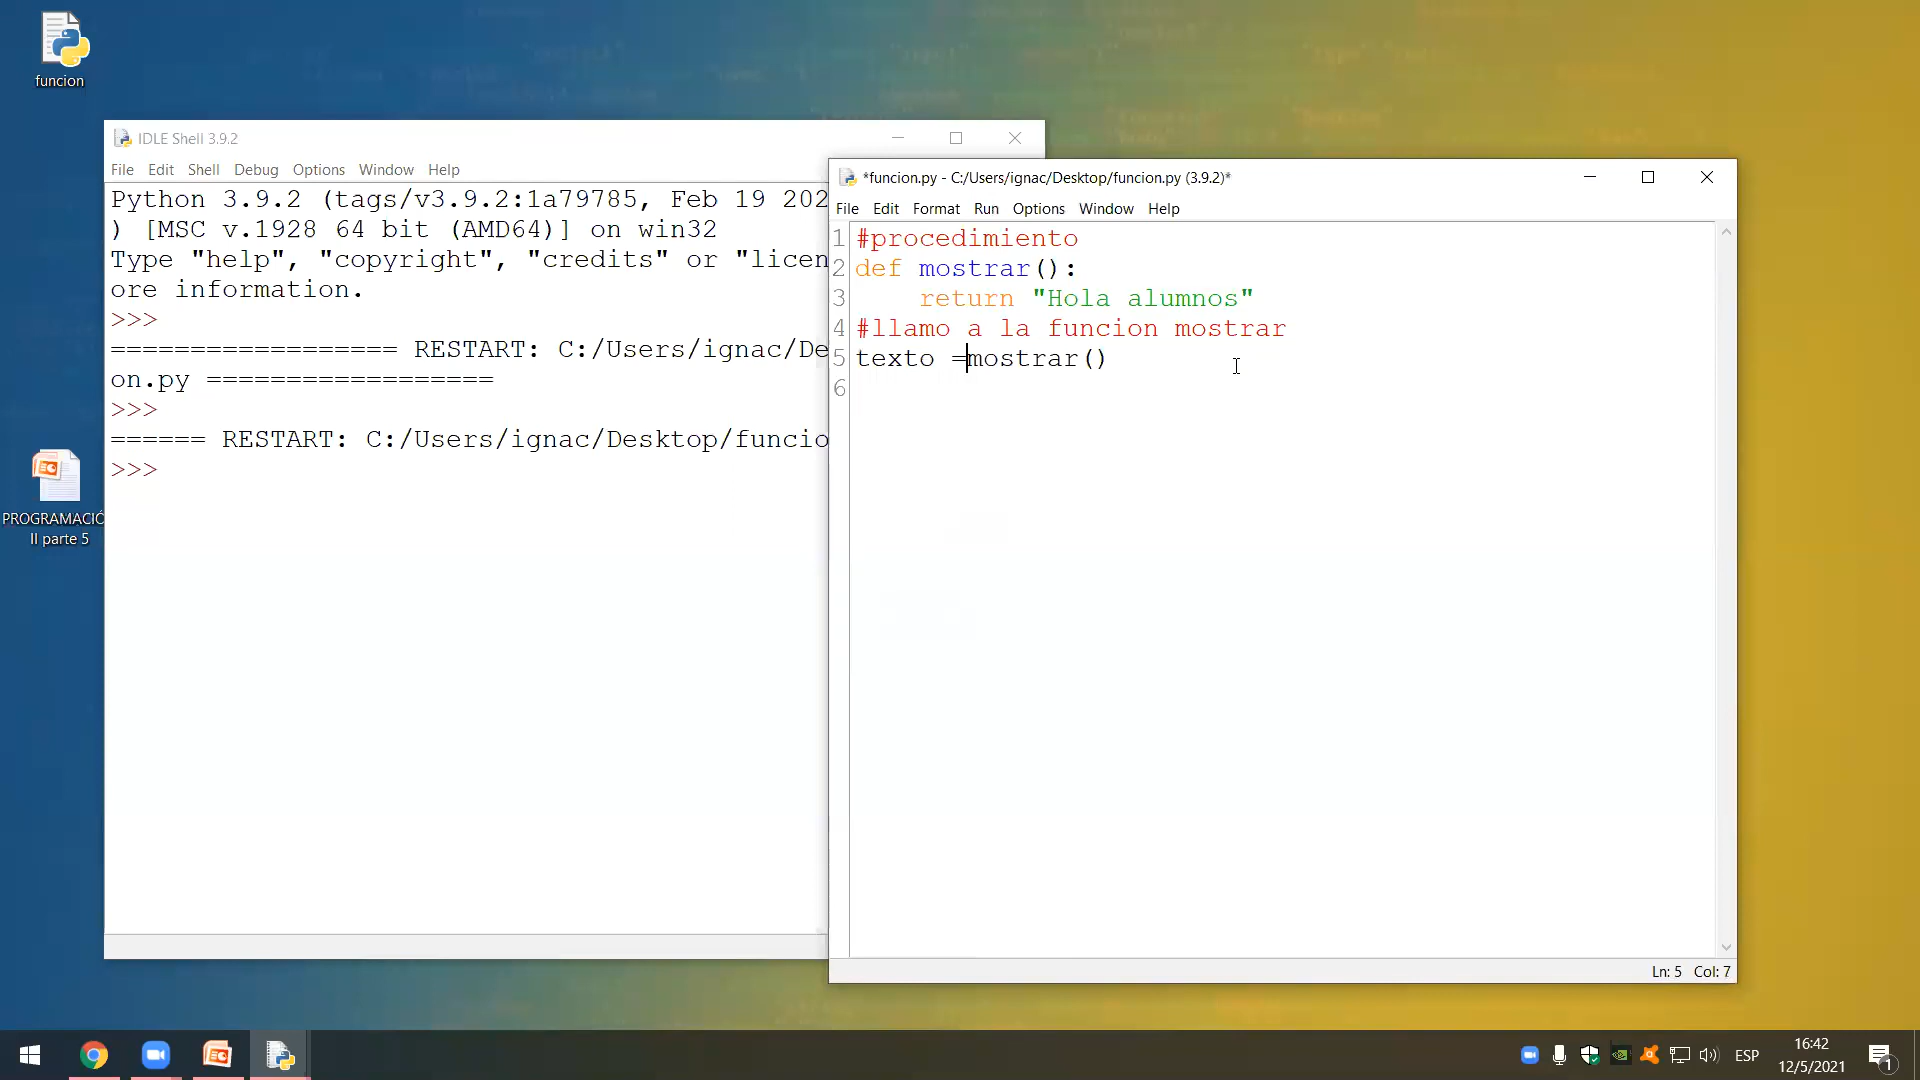 funcion
PROGRAMACIÓ
II parte 5
IDLE Shell 3.9.2
File Edit Shell Debug Options Window Help
Python 3.9.2 (tags/v3.9.2:1a79785, Feb 19 202
) [MSC v.1928 64 bit (AMD64)] on win32
Type "help", "copyright", "credits" or "licen
ore information.
>>>
================== RESTART: C:/Users/ignac/De
on.py ==================
>>>
====== RESTART: C:/Users/ignac/Desktop/funcio
>>>
*funcion.py - C:/Users/ignac/Desktop/funcion.py (3.9.2)*
File Edit Format Run Options Window Help
1 #procedimiento
2 def mostrar():
3 return "Hola alumnos"
4 #llamo a la funcion mostrar
5 texto =mostrar()
6
Ln: 5 Col: 7
ESP
16:42
12/5/2021
1